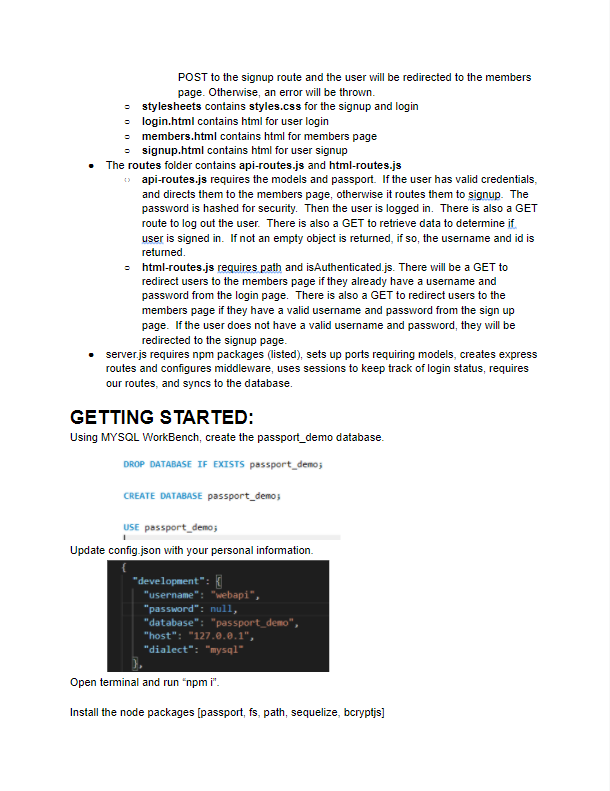 POST to the signup route and the user will be redirected to the members
page. Otherwise, an error will be thrown.
○ stylesheets contains styles.css for the signup and login
○ login.html contains html for user login
○ members.html contains html for members page
○ signup.html contains html for user signup
● The routes folder contains api-routes.js and html-routes.js
○ api-routes.js requires the models and passport. If the user has valid credentials,
and directs them to the members page, otherwise it routes them to signup. The
password is hashed for security. Then the user is logged in. There is also a GET
route to log out the user. There is also a GET to retrieve data to determine if
user is signed in. If not an empty object is returned, if so, the username and id is
returned.
○ html-routes.js requires path and isAuthenticated.js. There will be a GET to
redirect users to the members page if they already have a username and
password from the login page. There is also a GET to redirect users to the
members page if they have a valid username and password from the sign up
page. If the user does not have a valid username and password, they will be
redirected to the signup page.
● server.js requires npm packages (listed), sets up ports requiring models, creates express
routes and configures middleware, uses sessions to keep track of login status, requires
our routes, and syncs to the database.
GETTING STARTED:
Using MYSQL WorkBench, create the passport_demo database.
DROP DATABASE IF EXISTS passport_demo;
CREATE DATABASE passport_demo;
USE passport_demo;
Update config.json with your personal information.
{
"development": {
"username": "webapi",
"password": null,
"database": "passport_demo",
"host": "127.0.0.1",
"dialect": "mysql"
},
Open terminal and run “npm i”.
Install the node packages [passport, fs, path, sequelize, bcryptjs]